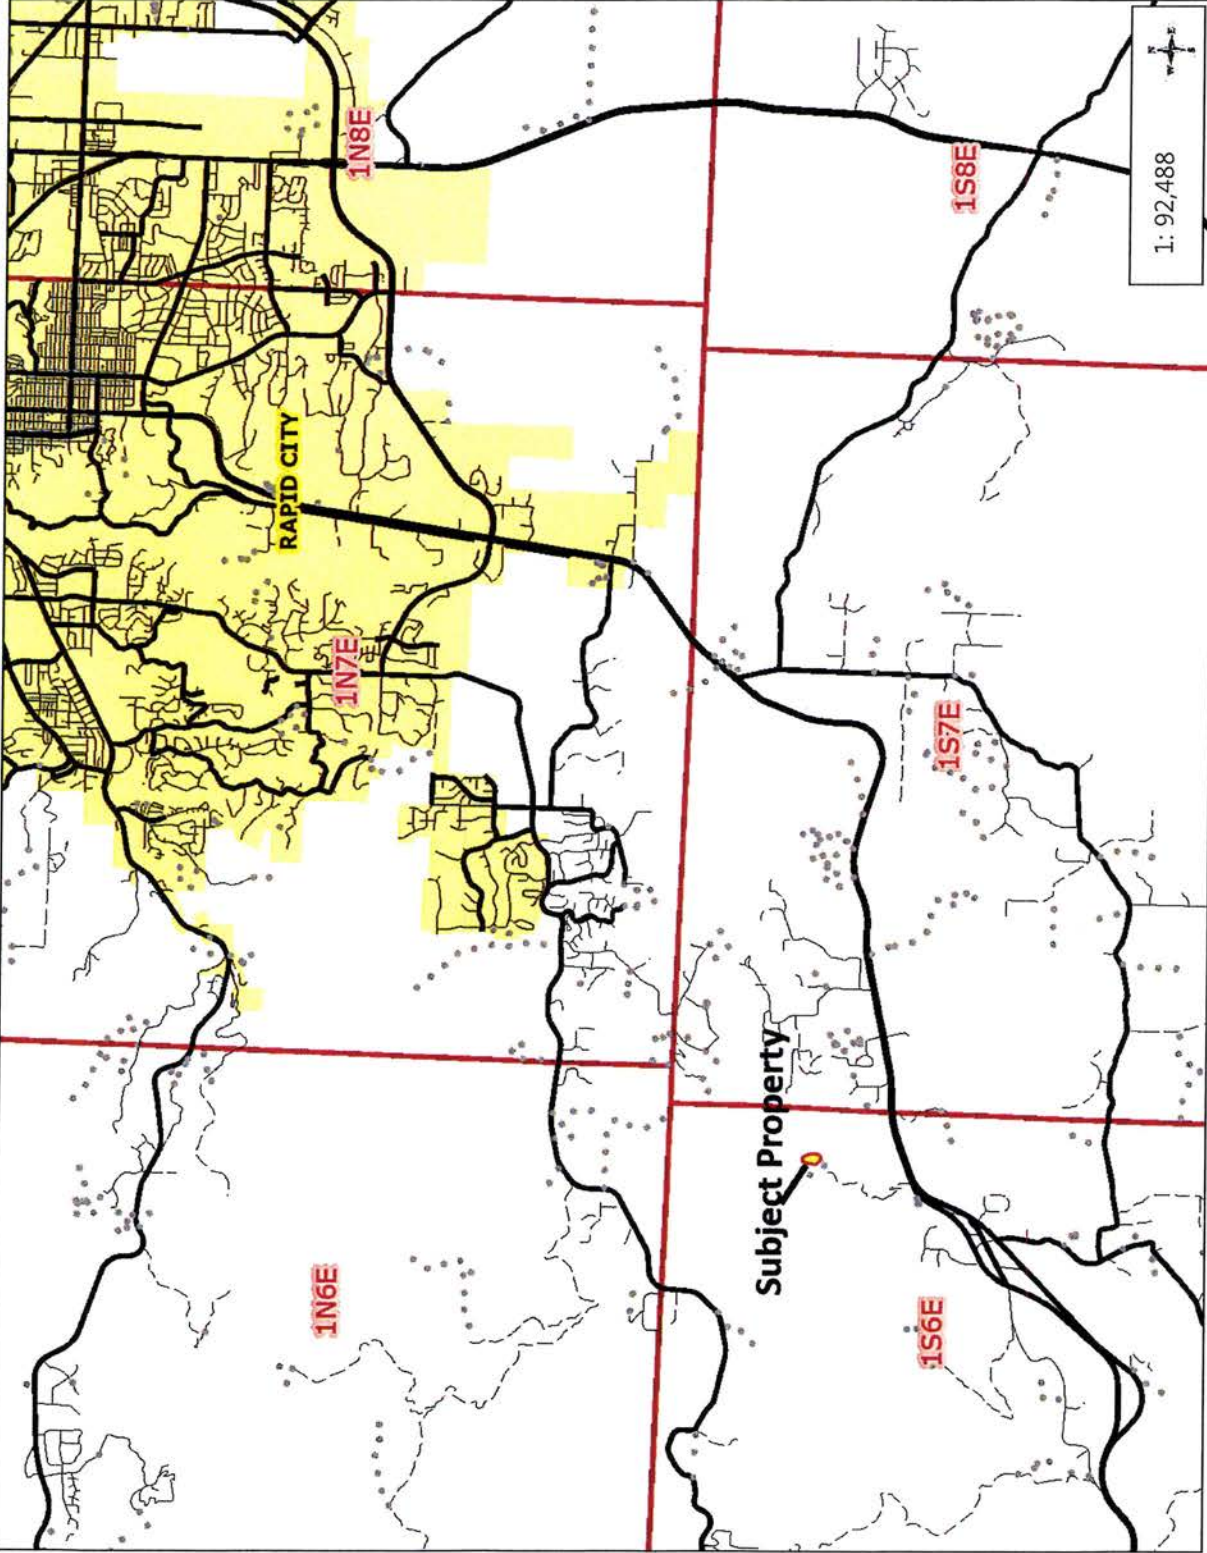 RAPID CITY
1N6E
1N7E
1N8E
Subject Property
1S6E
1S7E
1S8E
1: 92,488
N
W E
S